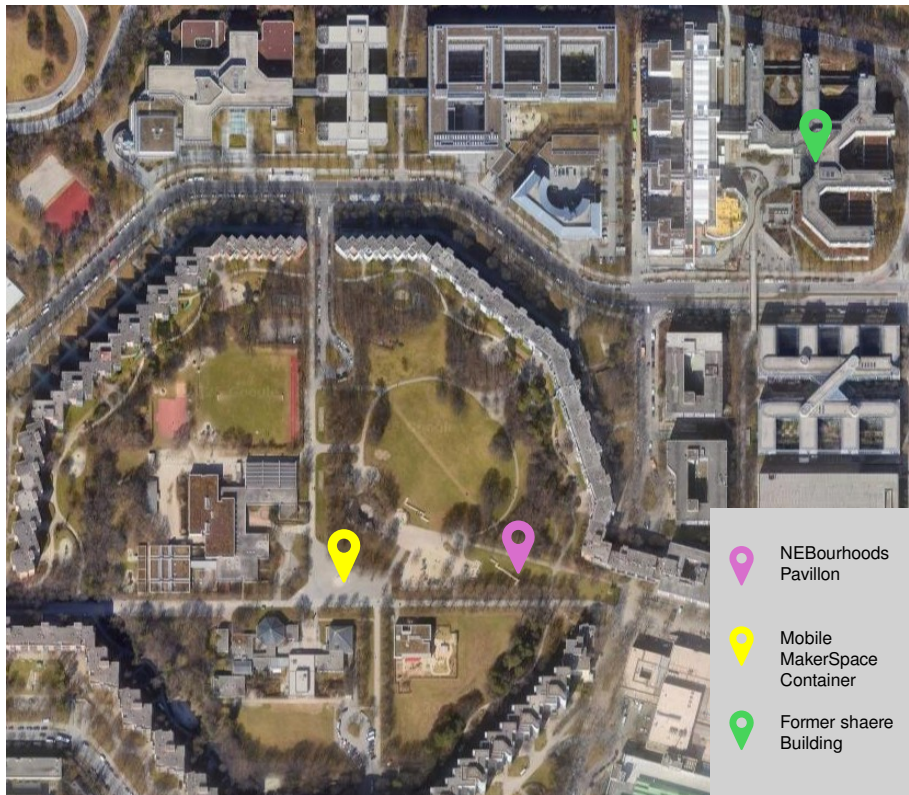 NEBourhoods
Pavillon
Mobile
MakerSpace
Container
Former shaere
Building